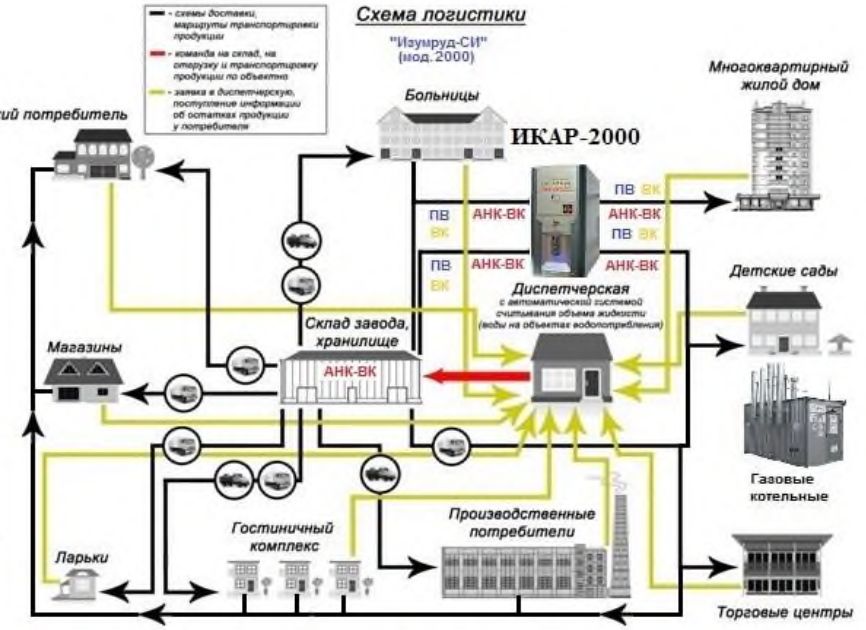 Схема логистики
"Изумруд-СИ"
(мод. 2000)
- схемы доставки,
маршруты транспортировки
продукции
- команда на склад, на
отгрузку и транспортировку
продукции по объектно
- заявка в диспетчерскую,
поступление информации
об остатках продукции
у потребителя
Больницы
ИКАР-2000
Многоквартирный
жилой дом
потребитель
ПВ
ВК
АНК-ВК
ПВ ВК
АНК-ВК
ПВ ВК
ПВ
ВК
АНК-ВК
АНК-ВК
Диспетчерская
с автоматической системой
считывания объема жидкости
(воды на объектах водопотребления)
Детские сады
Склад завода,
хранилище
АНК-ВК
Магазины
Газовые
котельные
Ларьки
Гостиничный
комплекс
Производственные
потребители
Торговые центры